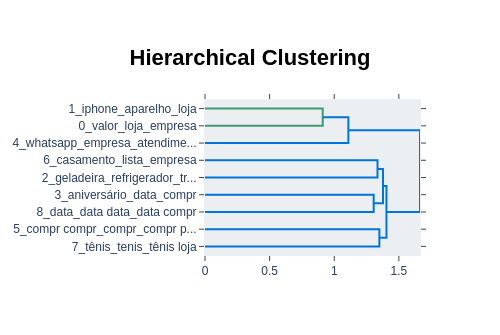 Hierarchical Clustering
1_iphone_aparelho_loja
0_valor_loja_empresa
4_whatsapp_empresa_atendime...
6_casamento_lista_empresa
2_geladeira_refrigerador_tr...
3_aniversário_data_compr
8_data_data data_data compr
5_compr compr_compr_compr p...
7_tênis_tenis_tênis loja
0 0.5 1 1.5